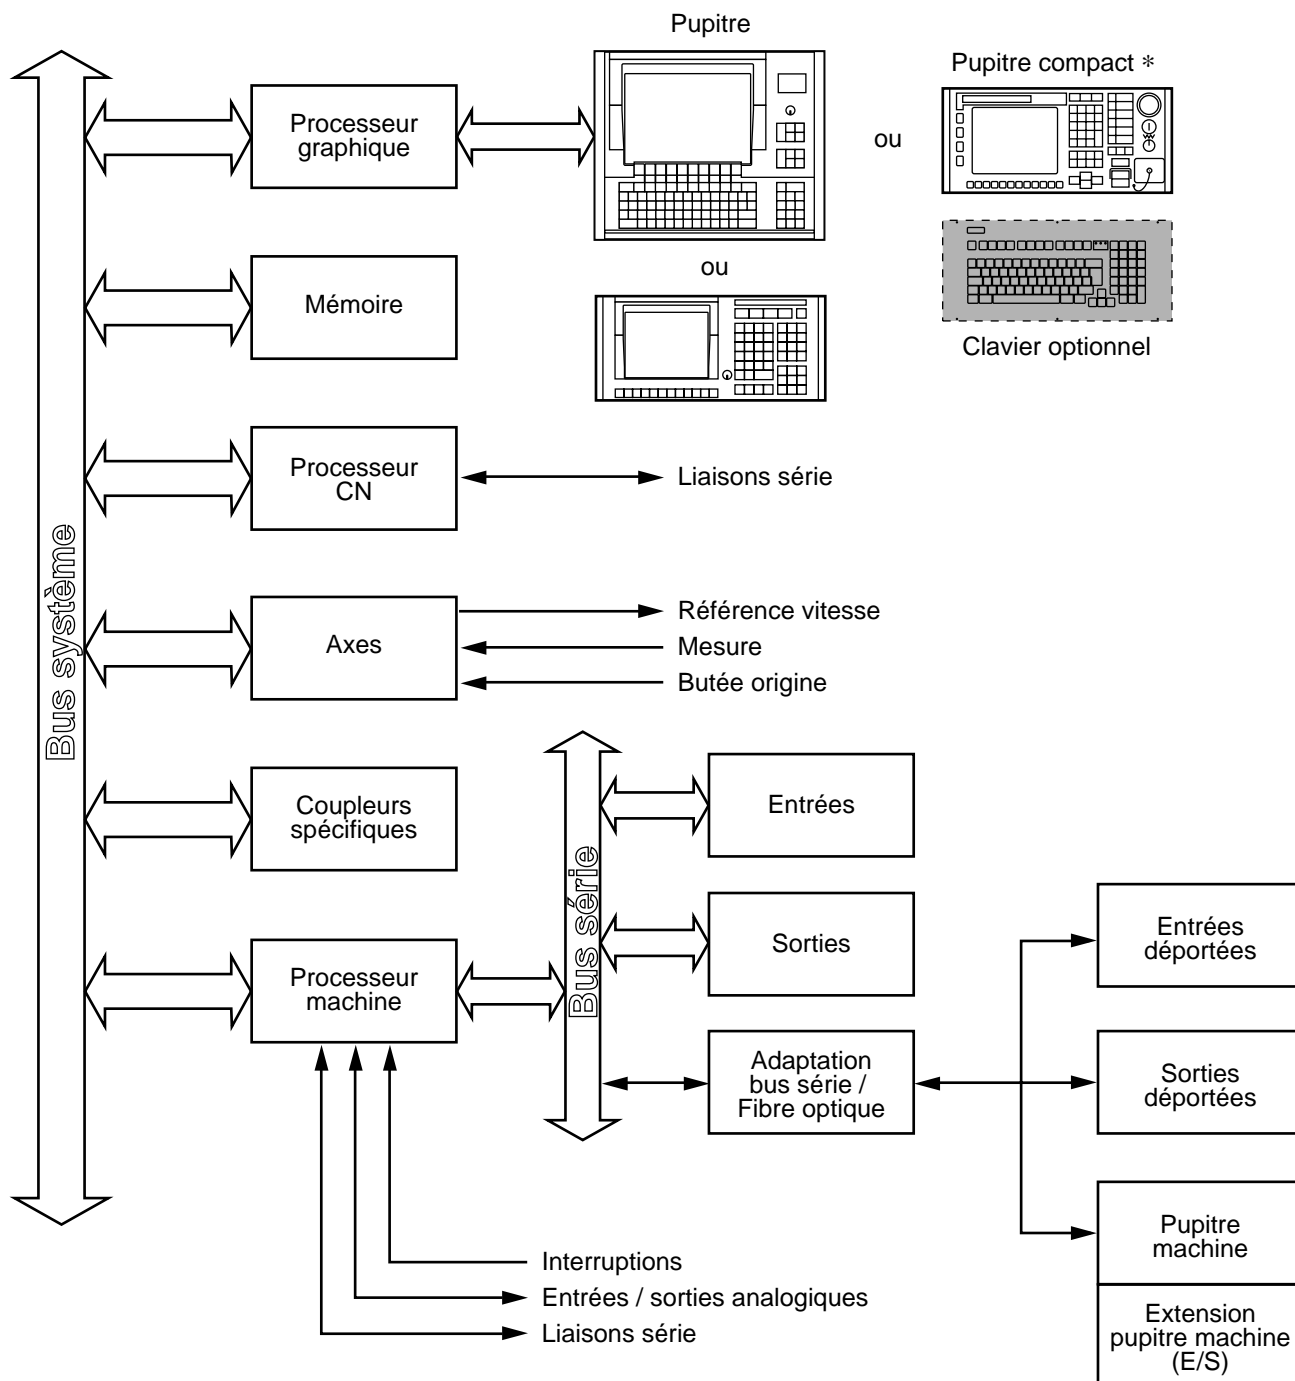 Pupitre
Pupitre compact *
Processeur
graphique
ou
ou
Clavier optionnel
Mémoire
Processeur
CN
Liaisons série
Bus système
Axes
Référence vitesse
Mesure
Butée origine
Coupleurs
spécifiques
Bus série
Entrées
Sorties
Entrées
déportées
Processeur
machine
Adaptation
bus série /
Fibre optique
Sorties
déportées
Pupitre
machine
Interruptions
Entrées / sorties analogiques
Liaisons série
Extension
pupitre machine
(E/S)